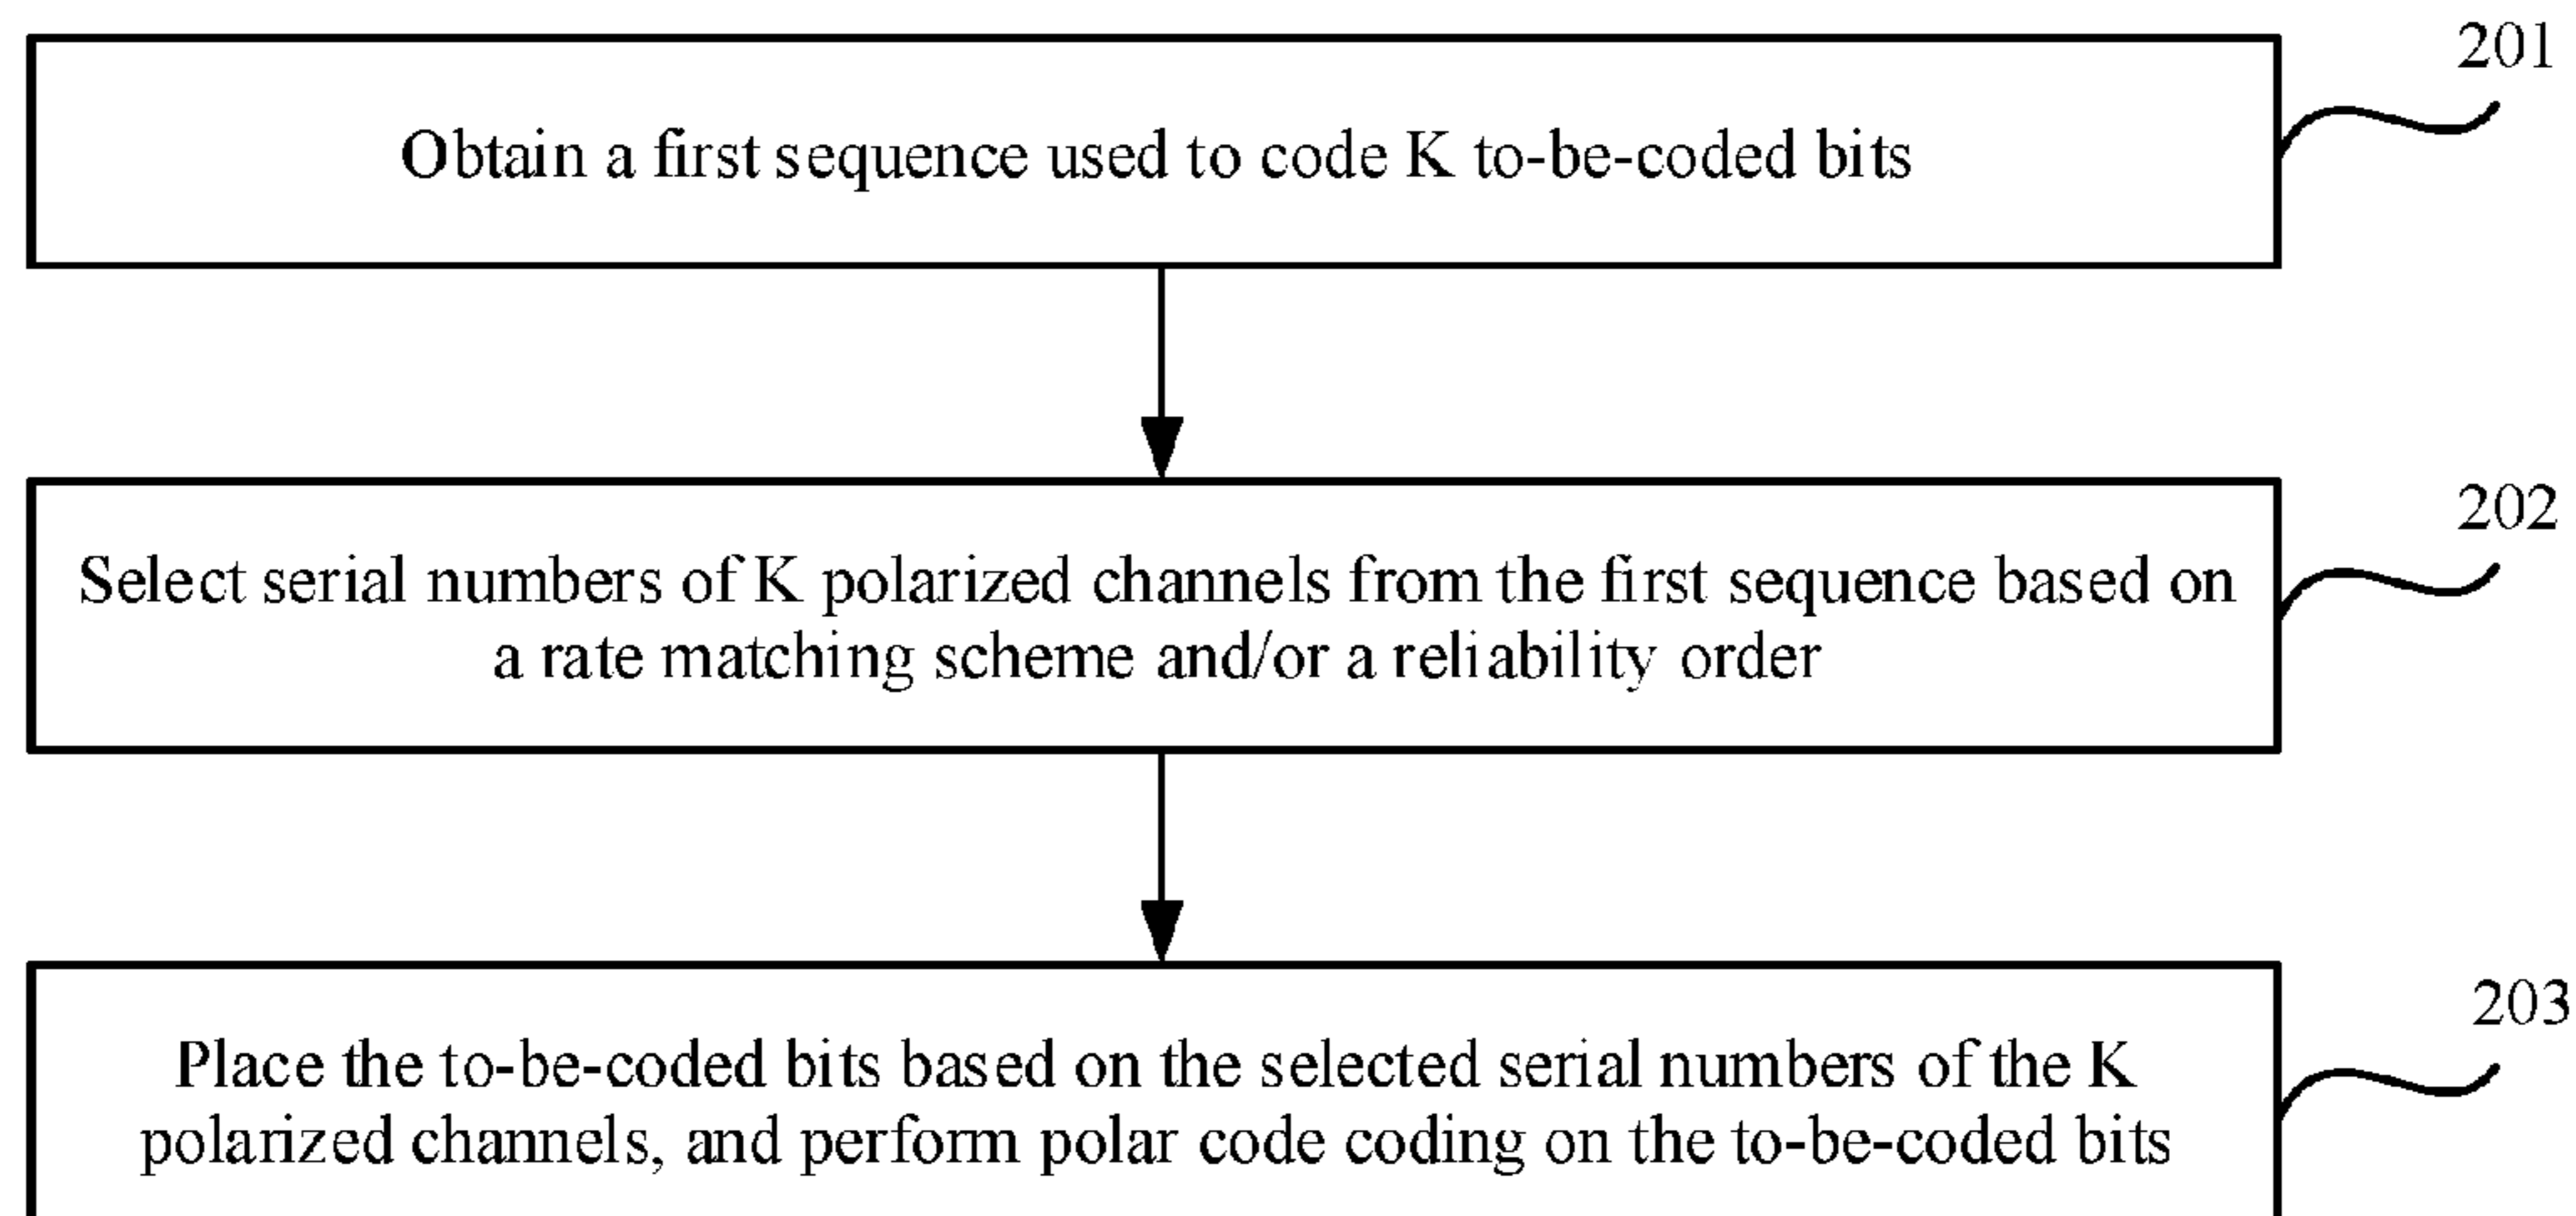 201
Obtain a first sequence used to code K to-be-coded bits
202
Select serial numbers of K polarized channels from the first sequence based on
a rate matching scheme and/or a reliability order
203
Place the to-be-coded bits based on the selected serial numbers of the K
polarized channels, and perform polar code coding on the to-be-coded bits